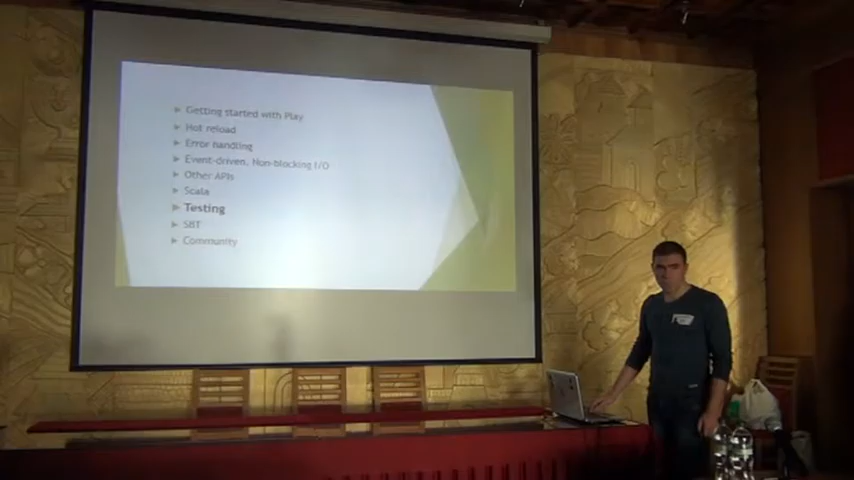 Getting started with Play
Hot reload
Error handling
Event-driven, Non-blocking I/O
Other APIs
Scala
Testing
SBT
Community